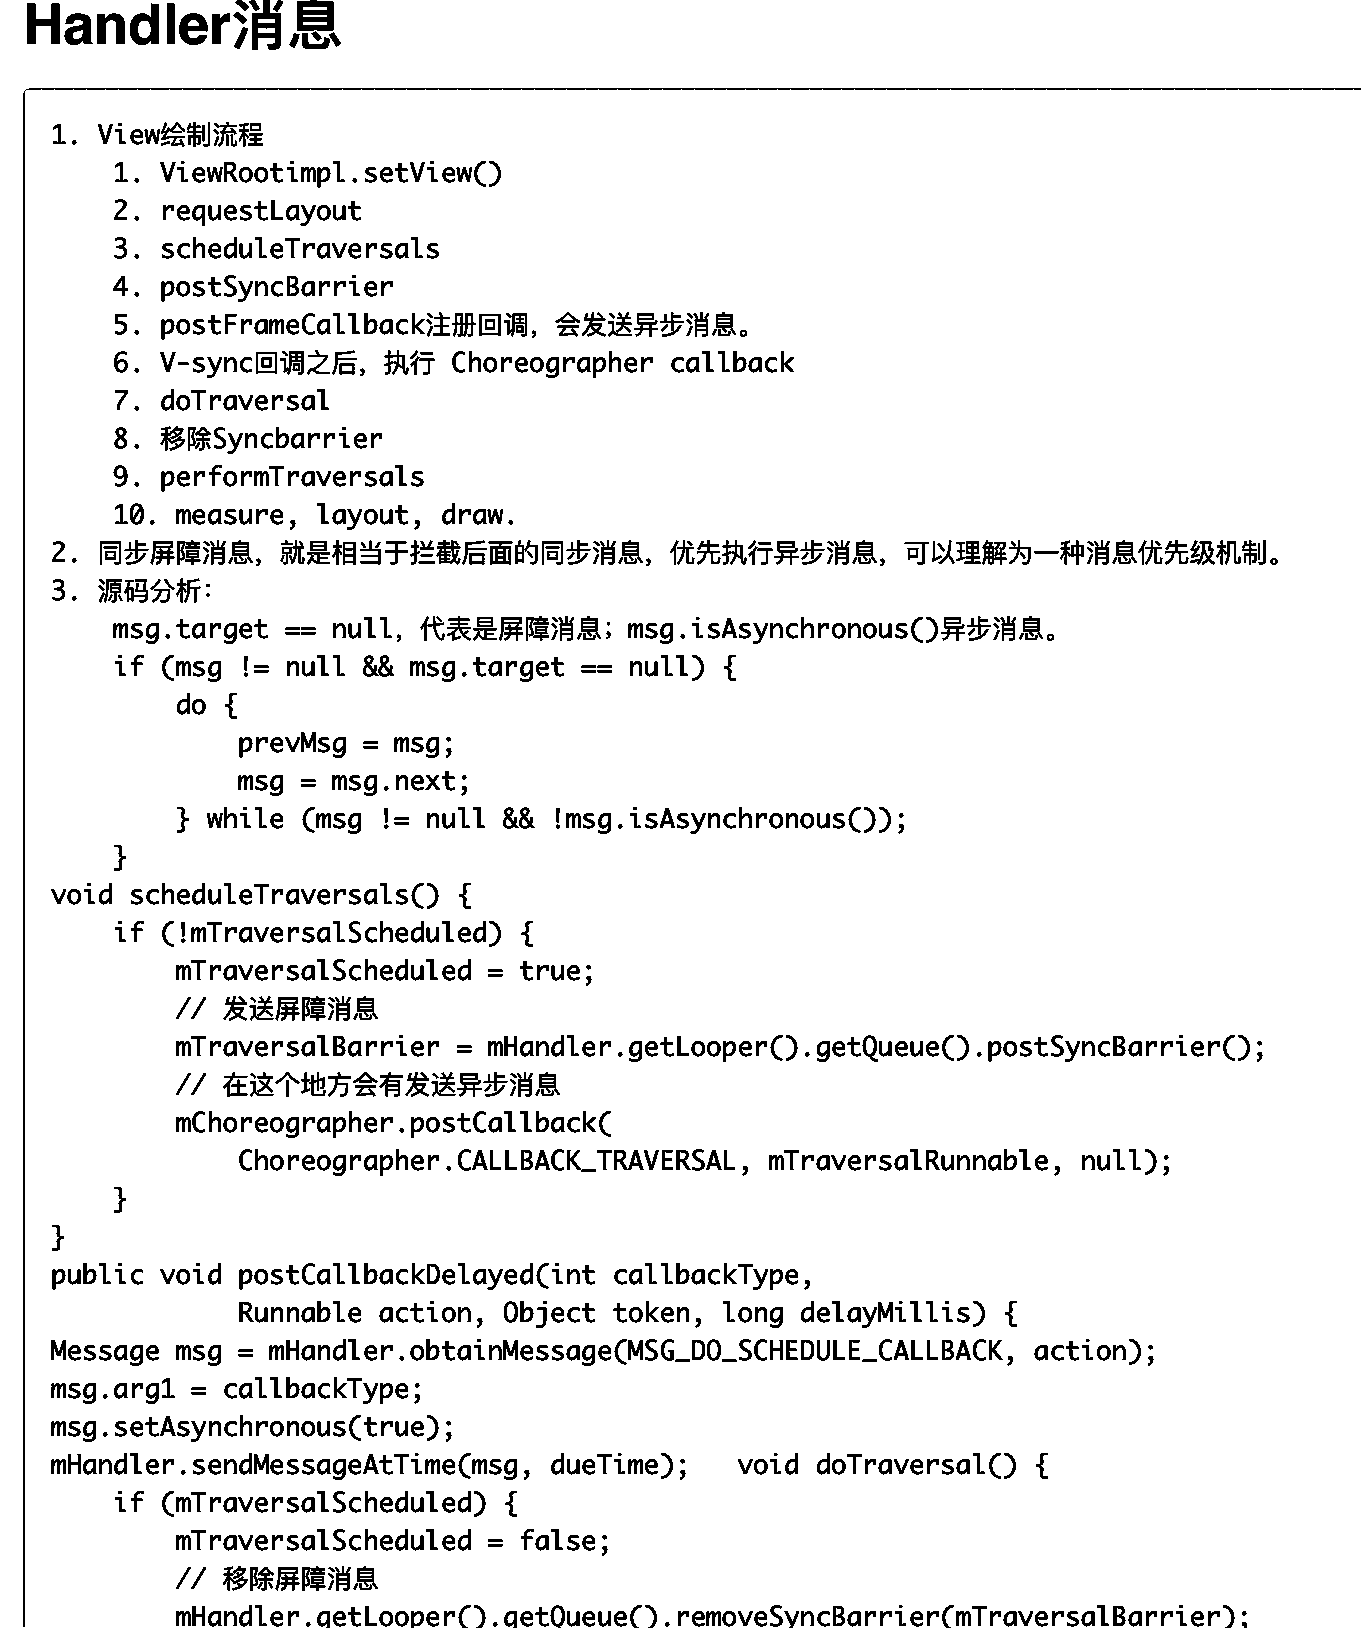 Handler消息
1. View绘制流程
    1. ViewRootimpl.setView()
    2. requestLayout
    3. scheduleTraversals
    4. postSyncBarrier
    5. postFrameCallback注册回调，会发送异步消息。
    6. V-sync回调之后，执行 Choreographer callback
    7. doTraversal
    8. 移除Syncbarrier
    9. performTraversals
    10. measure, layout, draw.
2. 同步屏障消息，就是相当于拦截后面的同步消息，优先执行异步消息，可以理解为一种消息优先级机制。
3. 源码分析：
    msg.target == null，代表是屏障消息；msg.isAsynchronous()异步消息。
    if (msg != null && msg.target == null) {
        do {
            prevMsg = msg;
            msg = msg.next;
        } while (msg != null && !msg.isAsynchronous());
    }
void scheduleTraversals() {
    if (!mTraversalScheduled) {
        mTraversalScheduled = true;
        // 发送屏障消息
        mTraversalBarrier = mHandler.getLooper().getQueue().postSyncBarrier();
        // 在这个地方会有发送异步消息
        mChoreographer.postCallback(
            Choreographer.CALLBACK_TRAVERSAL, mTraversalRunnable, null);
    }
}
public void postCallbackDelayed(int callbackType,
            Runnable action, Object token, long delayMillis) {
Message msg = mHandler.obtainMessage(MSG_DO_SCHEDULE_CALLBACK, action);
msg.arg1 = callbackType;
msg.setAsynchronous(true);
mHandler.sendMessageAtTime(msg, dueTime);   void doTraversal() {
    if (mTraversalScheduled) {
        mTraversalScheduled = false;
        // 移除屏障消息
        mHandler.getLooper().getQueue().removeSyncBarrier(mTraversalBarrier);